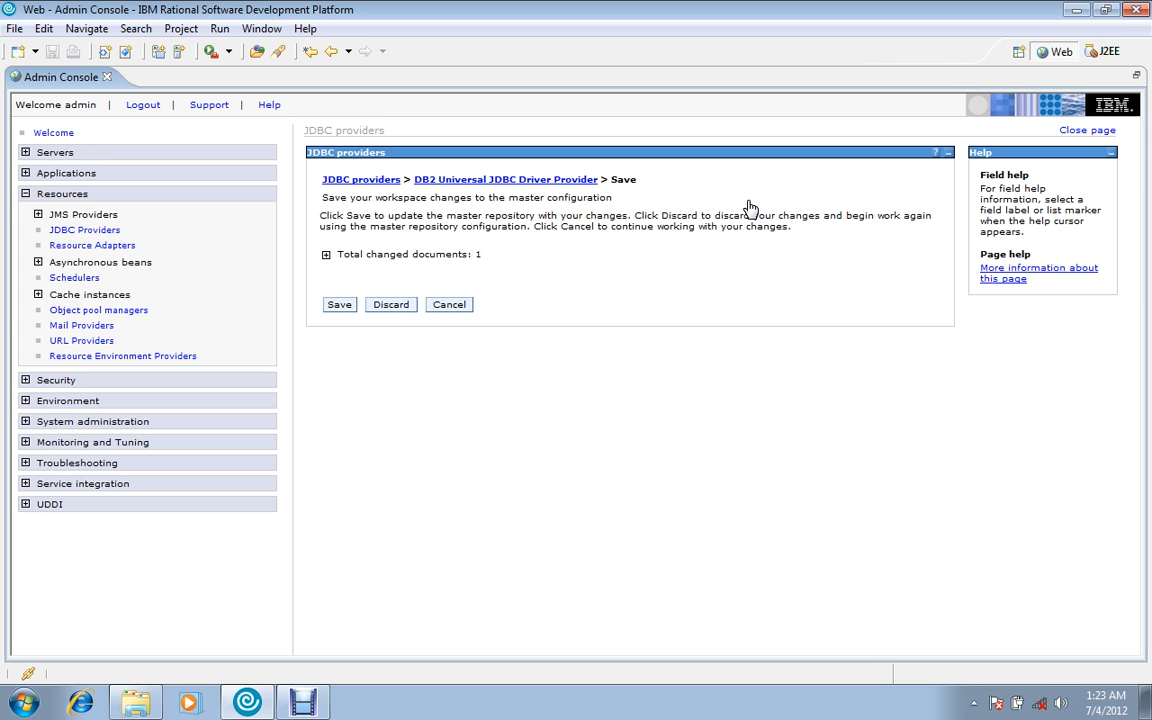 Web - Admin Console - IBM Rational Software Development Platform
File Edit Navigate Search Project Run Window Help
Web J2EE
Admin Console
Welcome admin | Logout | Support | Help
IBM.
Welcome
Servers
Applications
Resources
JMS Providers
JDBC Providers
Resource Adapters
Asynchronous beans
Schedulers
Cache instances
Object pool managers
Mail Providers
URL Providers
Resource Environment Providers
Security
Environment
System administration
Monitoring and Tuning
Troubleshooting
Service integration
UDDI
JDBC providers
Close page
JDBC providers ? –
JDBC providers > DB2 Universal JDBC Driver Provider > Save
Save your workspace changes to the master configuration
Click Save to update the master repository with your changes. Click Discard to discard your changes and begin work again
using the master repository configuration. Click Cancel to continue working with your changes.
Total changed documents: 1
Save Discard Cancel
Help
Field help
For field help
information, select a
field label or list marker
when the help cursor
appears.
Page help
More information about
this page
1:23 AM
7/4/2012